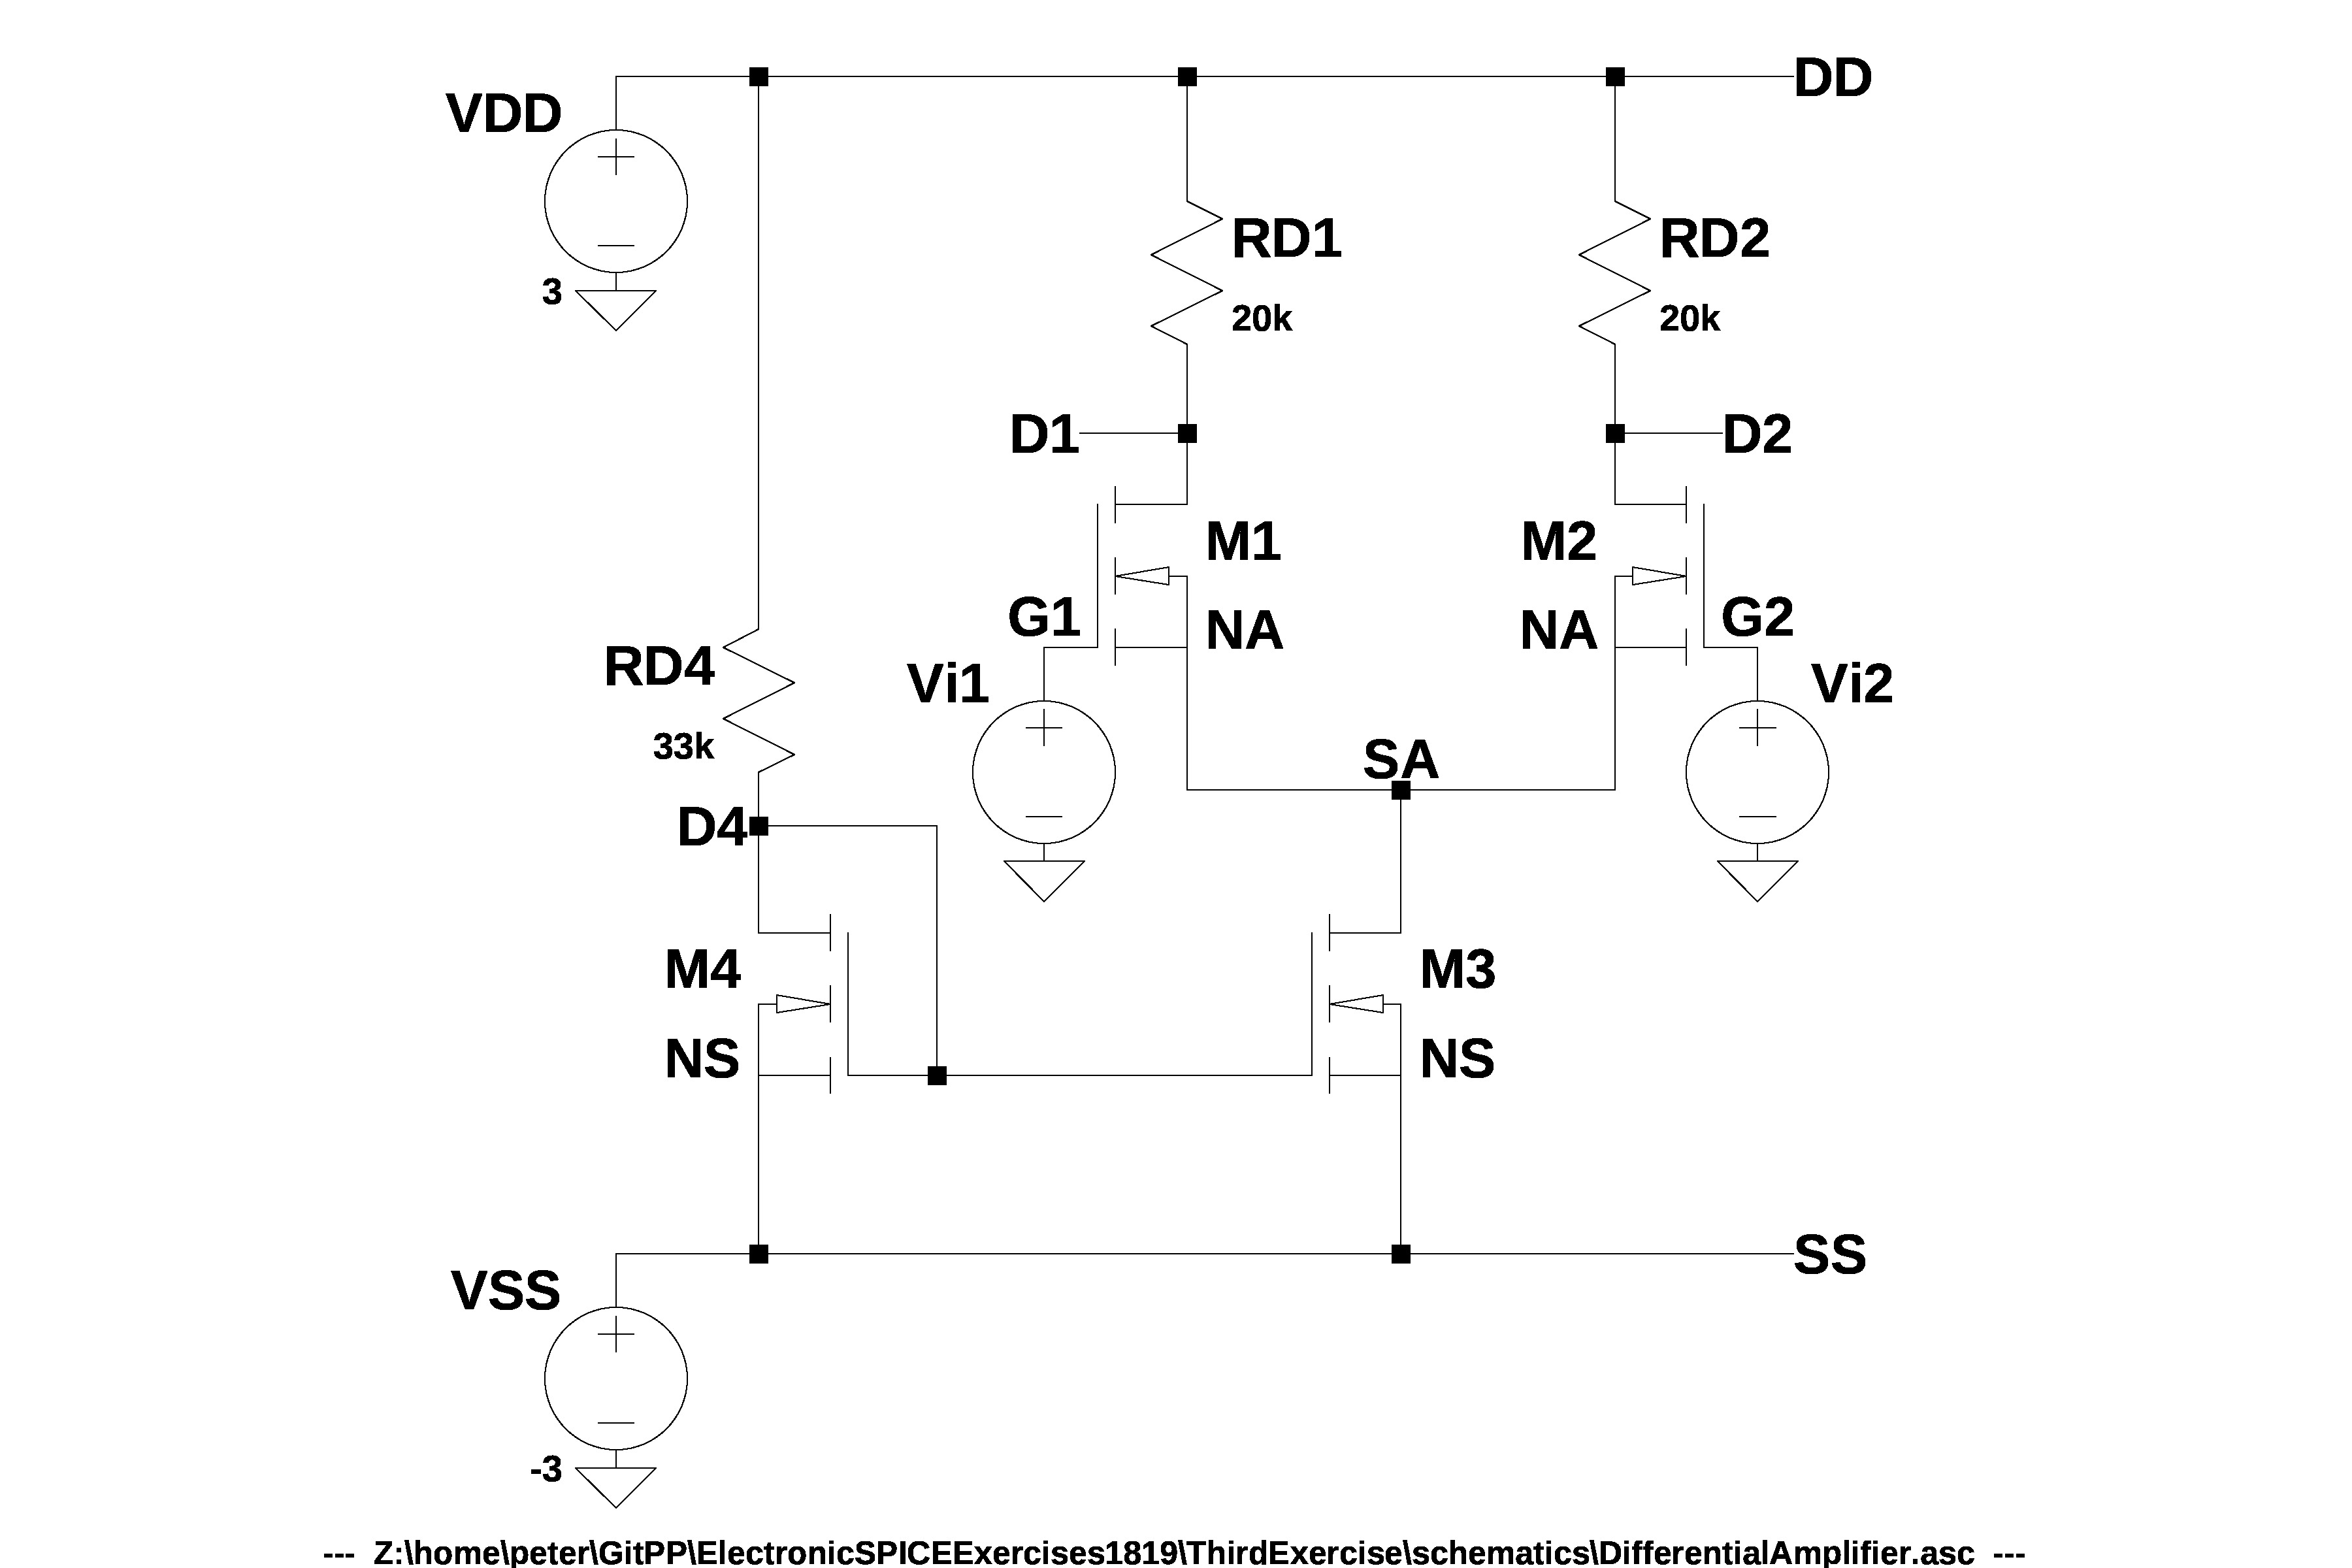 DD
VDD
3
RD1
20k
RD2
20k
D1
D2
M1
NA
G1
M2
NA
G2
RD4
33k
Vi1
Vi2
SA
D4
M4
NS
M3
NS
SS
VSS
-3
--- Z:\home\peter\GitPP\ElectronicSPICEExercises1819\ThirdExercise\schematics\DifferentialAmplifier.asc ---